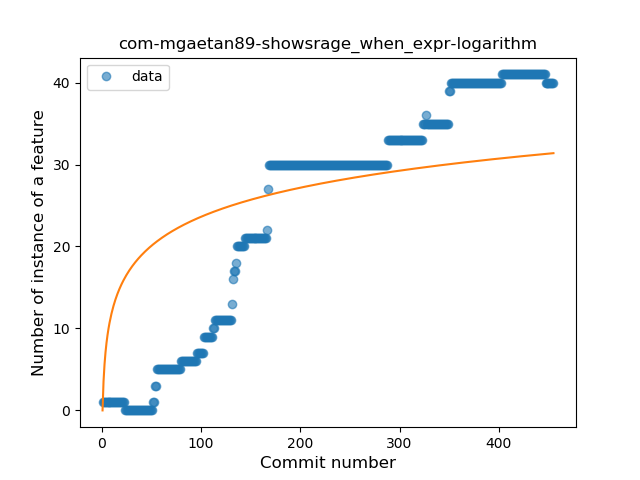 com-mgaetan89-showsrage_when_expr-logarithm
data
Number of instance of a feature
40
30
20
10
0
0 100 200 300 400
Commit number